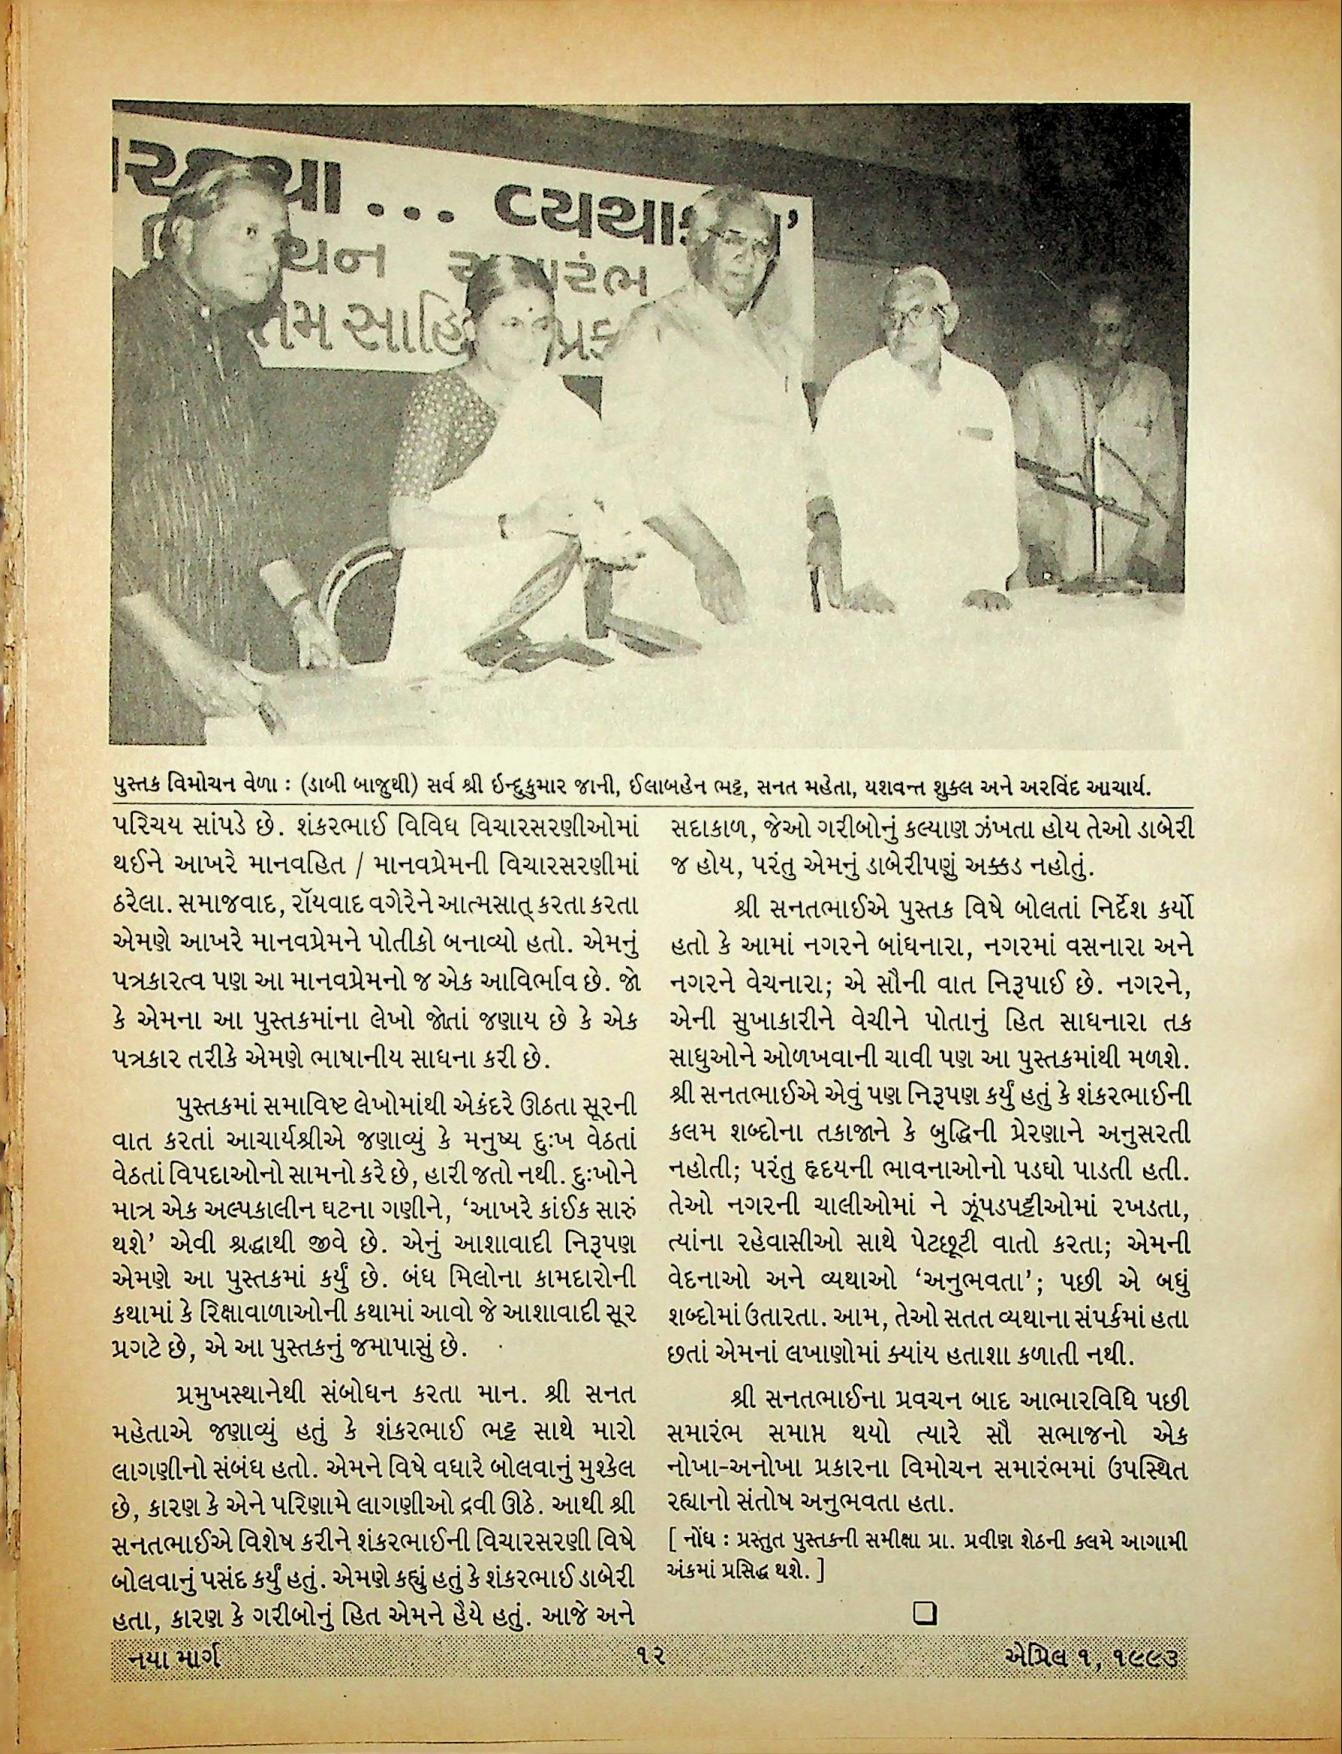 ... વ્યથા
તમ સાહિ
પુસ્તક વિમોચન વેળા : (ડાબી બાજુથી) સર્વ શ્રી ઇન્દુકુમાર જાની, ઈલાબહેન ભટ્ટ, સનત મહેતા, યશવન્ત શુક્લ અને અરવિંદ આચાર્ય.
પરિચય સાંપડે છે. શંકરભાઈ વિવિધ વિચારસરણીઓમાં
થઈને આખરે માનવહિત / માનવપ્રેમની વિચારસરણીમાં
ઠરેલા. સમાજવાદ, રૉયવાદ વગેરેને આત્મસાત્ કરતા કરતા
એમણે આખરે માનવપ્રેમને પોતીકો બનાવ્યો હતો. એમનું
પત્રકારત્વ પણ આ માનવપ્રેમનો જ એક આવિર્ભાવ છે. જો
કે એમના આ પુસ્તકમાંના લેખો જોતાં જણાય છે કે એક
પત્રકાર તરીકે એમણે ભાષાનીય સાધના કરી છે.
પુસ્તકમાં સમાવિષ્ટ લેખોમાંથી એકંદરે ઊઠતા સૂરની
વાત કરતાં આચાર્યશ્રીએ જણાવ્યું કે મનુષ્ય દુઃખ વેઠતાં
વેઠતાં વિપદાઓનો સામનો કરે છે, હારી જતો નથી. દુઃખોને
માત્ર એક અલ્પકાલીન ઘટના ગણીને, ‘આખરે કાંઈક સારું
થશે’ એવી શ્રદ્ધાથી જીવે છે. એનું આશાવાદી નિરૂપણ
એમણે આ પુસ્તકમાં કર્યું છે. બંધ મિલોના કામદારોની
કથામાં કે રિક્ષાવાળાઓની કથામાં આવો જે આશાવાદી સૂર
પ્રગટે છે, એ આ પુસ્તકનું જમાપાસું છે.
પ્રમુખસ્થાનેથી સંબોધન કરતા માન. શ્રી સનત
મહેતાએ જણાવ્યું હતું કે શંકરભાઈ ભટ્ટ સાથે મારો
લાગણીનો સંબંધ હતો. એમને વિષે વધારે બોલવાનું મુશ્કેલ
છે, કારણ કે એને પરિણામે લાગણીઓ દ્રવી ઊઠે. આથી શ્રી
સનતભાઈએ વિશેષ કરીને શંકરભાઈની વિચારસરણી વિષે
બોલવાનું પસંદ કર્યું હતું. એમણે કહ્યું હતું કે શંકરભાઈ ડાબેરી
હતા, કારણ કે ગરીબોનું હિત એમને હૈયે હતું. આજે અને
સદાકાળ, જેઓ ગરીબોનું કલ્યાણ ઝંખતા હોય તેઓ ડાબેરી
જ હોય, પરંતુ એમનું ડાબેરીપણું અક્કડ નહોતું.
શ્રી સનતભાઈએ પુસ્તક વિષે બોલતાં નિર્દેશ કર્યો
હતો કે આમાં નગરને બાંધનારા, નગરમાં વસનારા અને
નગરને વેચનારા; એ સૌની વાત નિરૂપાઈ છે. નગરને,
એની સુખાકારીને વેચીને પોતાનું હિત સાધનારા તક
સાધુઓને ઓળખવાની ચાવી પણ આ પુસ્તકમાંથી મળશે.
શ્રી સનતભાઈએ એવું પણ નિરૂપણ કર્યું હતું કે શંકરભાઈની
કલમ શબ્દોના તકાજાને કે બુદ્ધિની પ્રેરણાને અનુસરતી
નહોતી; પરંતુ હૃદયની ભાવનાઓનો પડઘો પાડતી હતી.
તેઓ નગરની ચાલીઓમાં ને ઝૂંપડપટ્ટીઓમાં રખડતા,
ત્યાંના રહેવાસીઓ સાથે પેટછૂટી વાતો કરતા; એમની
વેદનાઓ અને વ્યથાઓ ‘અનુભવતા’; પછી એ બધું
શબ્દોમાં ઉતારતા. આમ, તેઓ સતત વ્યથાના સંપર્કમાં હતા
છતાં એમનાં લખાણોમાં ક્યાંય હતાશા કળાતી નથી.
શ્રી સનતભાઈના પ્રવચન બાદ આભારવિધિ પછી
સમારંભ સમાપ્ત થયો ત્યારે સૌ સભાજનો એક
નોખા-અનોખા પ્રકારના વિમોચન સમારંભમાં ઉપસ્થિત
રહ્યાનો સંતોષ અનુભવતા હતા.
[ નોંધ : પ્રસ્તુત પુસ્તકની સમીક્ષા પ્રા. પ્રવીણ શેઠની કલમે આગામી
અંકમાં પ્રસિદ્ધ થશે. ]
નયા માર્ગ ૧૨ એપ્રિલ ૧, ૧૯૯૩